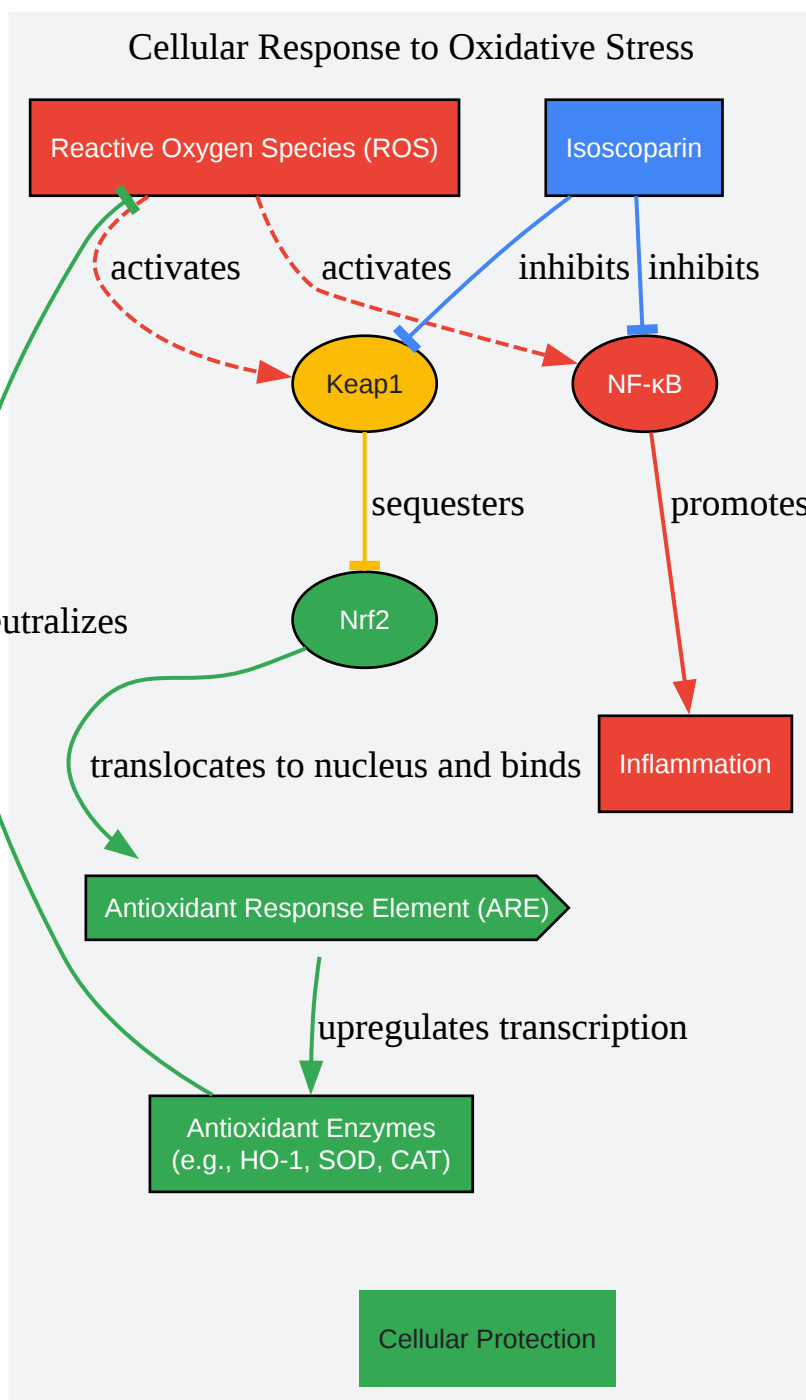 Cellular Response to Oxidative Stress
Reactive Oxygen Species (ROS)
Isoscoparin
activates
activates
inhibits
inhibits
Keap1
NF-κB
sequesters
promotes
Nrf2
eutralizes
translocates to nucleus and binds
Inflammation
Antioxidant Response Element (ARE)
upregulates transcription
Antioxidant Enzymes
(e.g., HO-1, SOD, CAT)
Cellular Protection